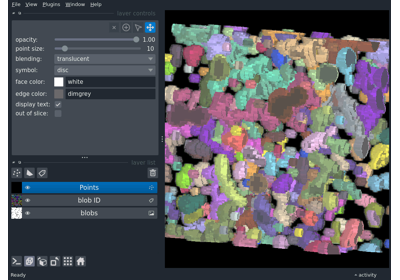 File View Plugins Window Help
layer controls
opacity: 1.00
point size: 10
blending: translucent
symbol: disc
face color: white
edge color: dimgrey
display text:
out of slice:
layer list
Points
blob ID
blobs
Ready
activity